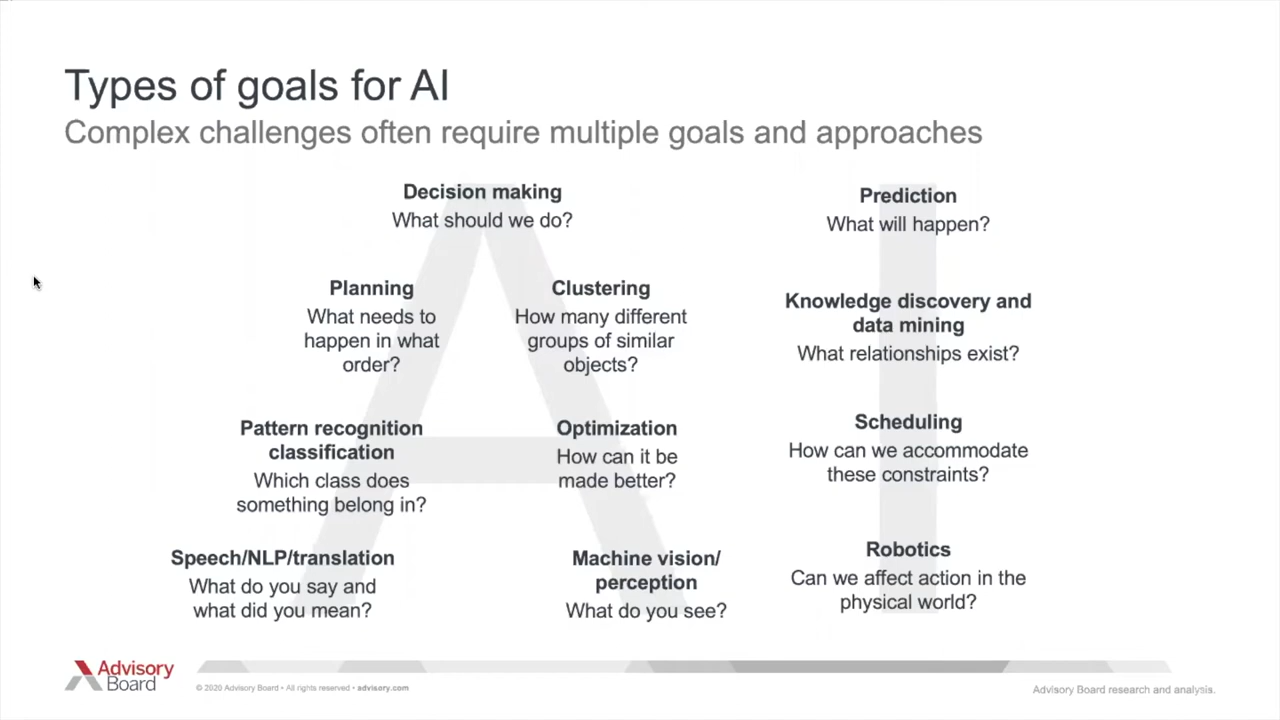 Types of goals for AI
Complex challenges often require multiple goals and approaches
Decision making
What should we do?
Prediction
What will happen?
Planning
What needs to
happen in what
order?
Clustering
How many different
groups of similar
objects?
Knowledge discovery and
data mining
What relationships exist?
Pattern recognition
classification
Which class does
something belong in?
Optimization
How can it be
made better?
Scheduling
How can we accommodate
these constraints?
Speech/NLP/translation
What do you say and
what did you mean?
Machine vision/
perception
What do you see?
Robotics
Can we affect action in the
physical world?
AI
Advisory
Board
© 2020 Advisory Board • All rights reserved • advisory.com
Advisory Board research and analysis.